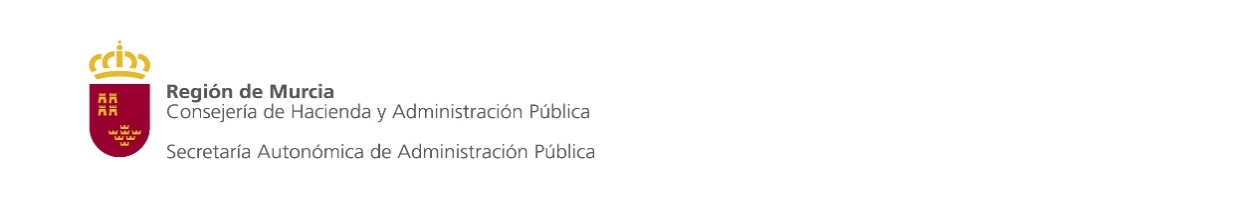 Región de Murcia
Consejería de Hacienda y Administración Pública
Secretaría Autonómica de Administración Pública